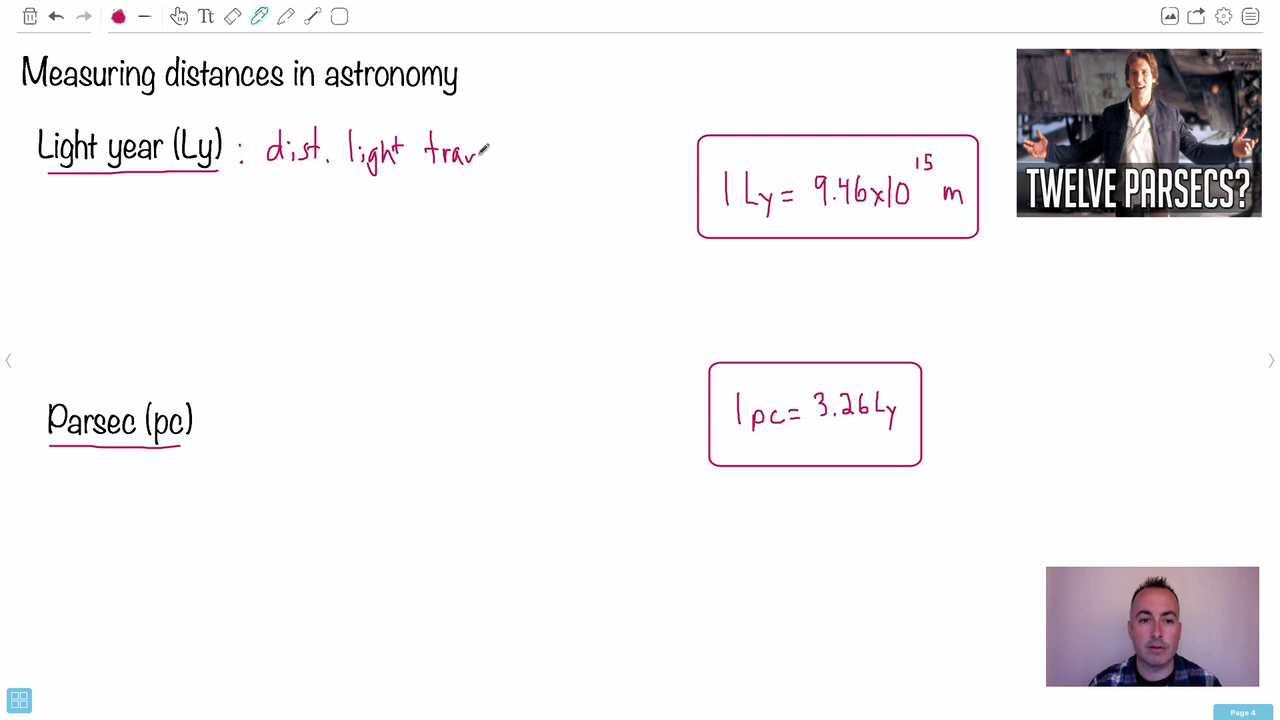 Tt
Measuring distances in astronomy
Light year (Ly) : dist. light trav
1 Ly = 9.46x10^15 m
TWELVE PARSECS?
Parsec (pc)
1 pc = 3.26 Ly
Page 4